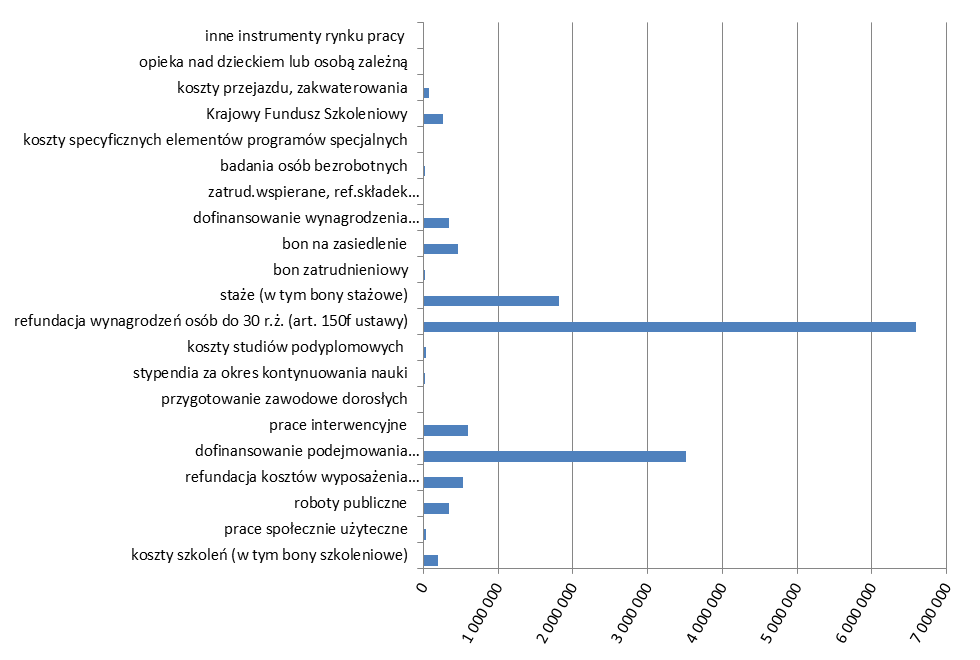 inne instrumenty rynku pracy
opieka nad dzieckiem lub osobą zależną
koszty przejazdu, zakwaterowania
Krajowy Fundusz Szkoleniowy
koszty specyficznych elementów programów specjalnych
badania osób bezrobotnych
zatrud.wspierane, ref.składek...
dofinansowanie wynagrodzenia...
bon na zasiedlenie
bon zatrudnieniowy
staże (w tym bony stażowe)
refundacja wynagrodzeń osób do 30 r.ż. (art. 150f ustawy)
koszty studiów podyplomowych
stypendia za okres kontynuowania nauki
przygotowanie zawodowe dorosłych
prace interwencyjne
dofinansowanie podejmowania...
refundacja kosztów wyposażenia...
roboty publiczne
prace społecznie użyteczne
koszty szkoleń (w tym bony szkoleniowe)
0
1 000 000
2 000 000
3 000 000
4 000 000
5 000 000
6 000 000
7 000 000